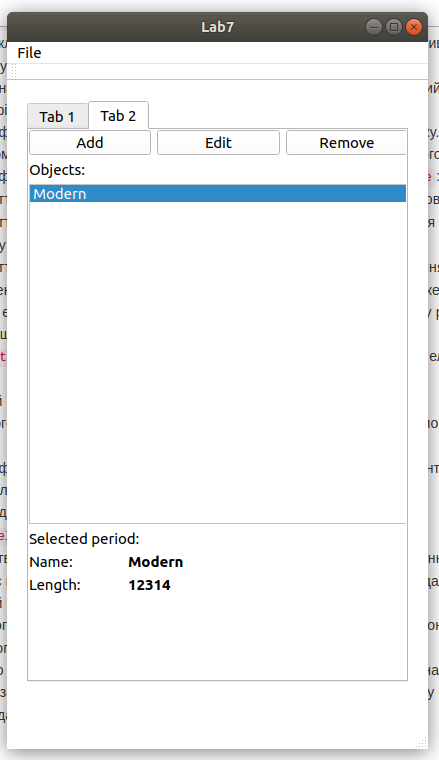 Lab7
File
Tab 1 Tab 2
Add Edit Remove
Objects:
Modern
Selected period:
Name: Modern
Length: 12314